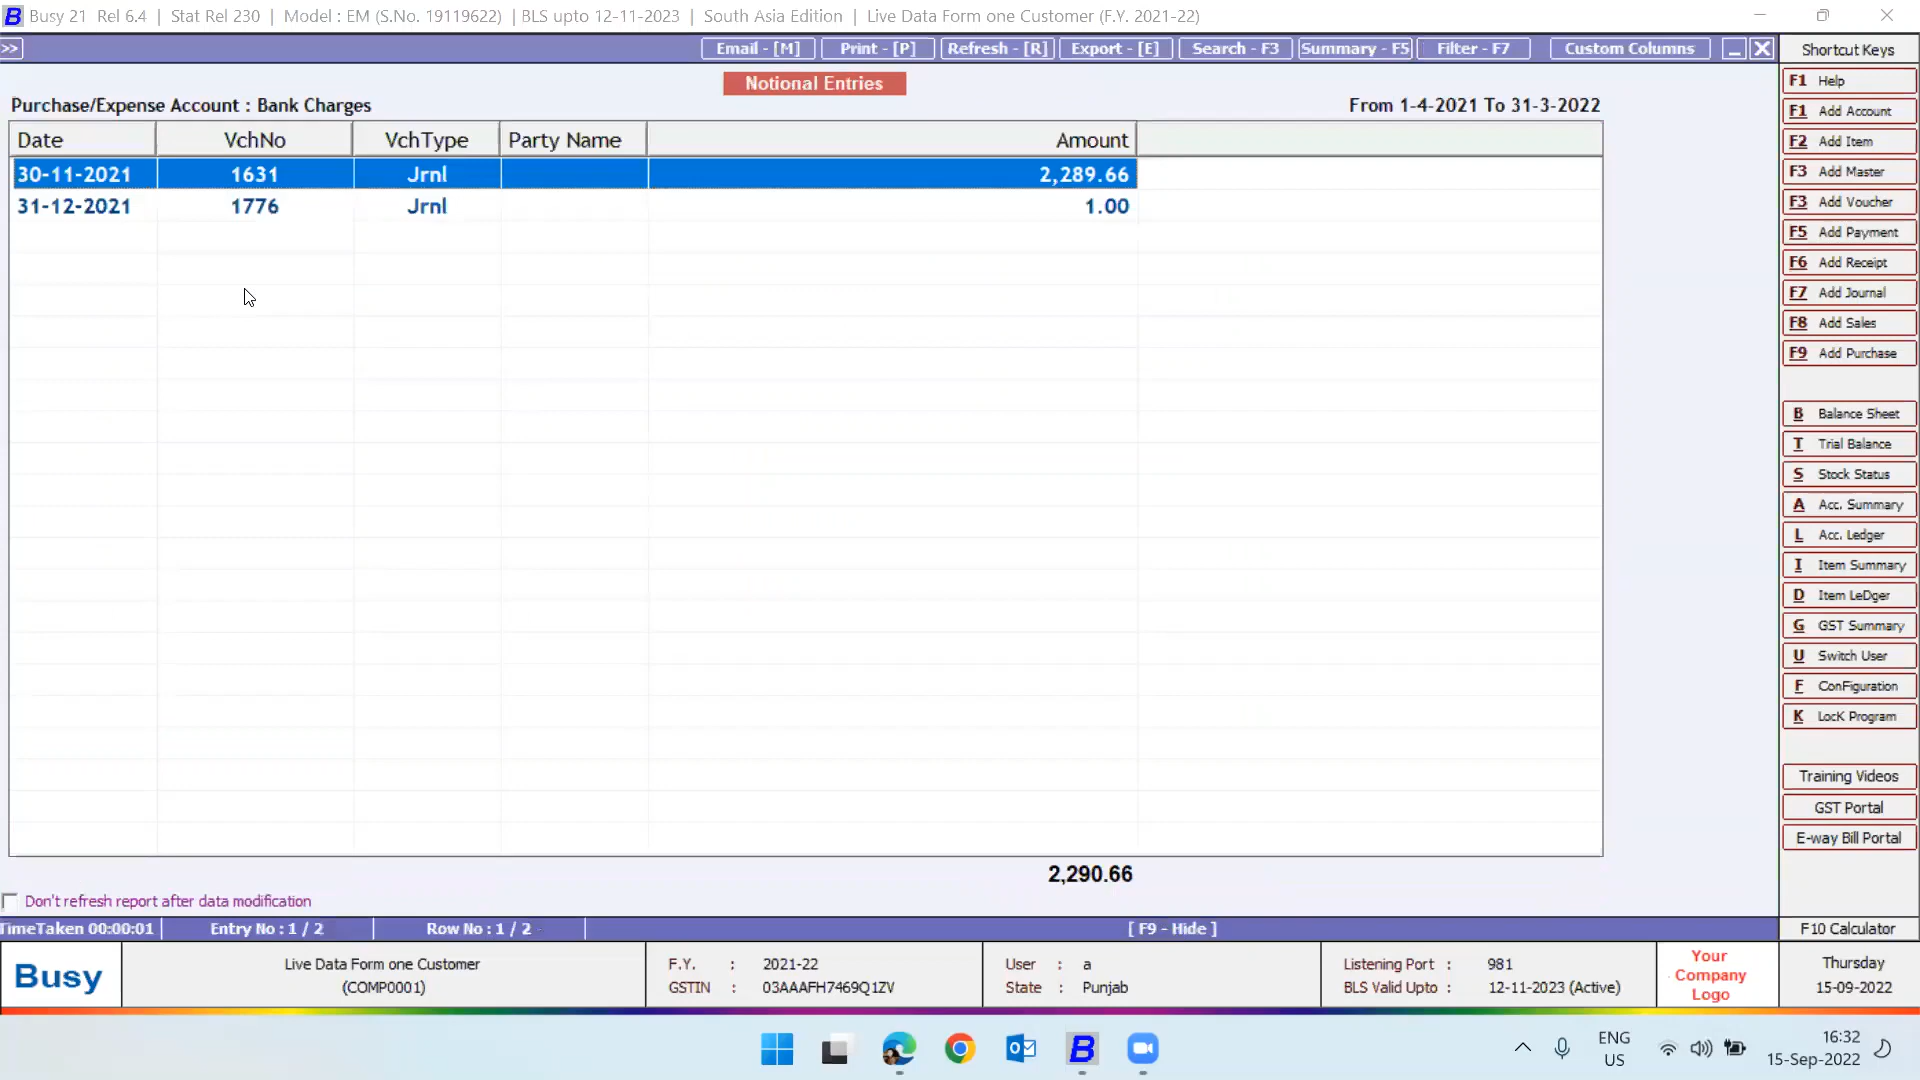 Busy 21 Rel 6.4 | Stat Rel 230 | Model : EM (S.No. 19119622) | BLS upto 12-11-2023 | South Asia Edition | Live Data Form one Customer (F.Y. 2021-22)
>> Email - [M] Print - [P] Refresh - [R] Export - [E] Search - F3 Summary - F5 Filter - F7 Custom Columns
Notional Entries
Purchase/Expense Account : Bank Charges From 1-4-2021 To 31-3-2022
Date VchNo VchType Party Name Amount
30-11-2021 1631 Jrnl 2,289.66
31-12-2021 1776 Jrnl 1.00
2,290.66
Don't refresh report after data modification
TimeTaken 00:00:01 Entry No : 1 / 2 Row No : 1 / 2 [ F9 - Hide ]
Shortcut Keys
F1 Help
F1 Add Account
F2 Add Item
F3 Add Master
F3 Add Voucher
F5 Add Payment
F6 Add Receipt
F7 Add Journal
F8 Add Sales
F9 Add Purchase
B Balance Sheet
T Trial Balance
S Stock Status
A Acc. Summary
L Acc. Ledger
I Item Summary
D Item LeDger
G GST Summary
U Switch User
F ConFiguration
K LocK Program
Training Videos
GST Portal
E-way Bill Portal
F10 Calculator
Busy
Live Data Form one Customer
(COMP0001)
F.Y. : 2021-22
GSTIN : 03AAAFH7469Q1ZV
User : a
State : Punjab
Listening Port : 981
BLS Valid Upto : 12-11-2023 (Active)
Your
Company
Logo
Thursday
15-09-2022
ENG
US
16:32
15-Sep-2022